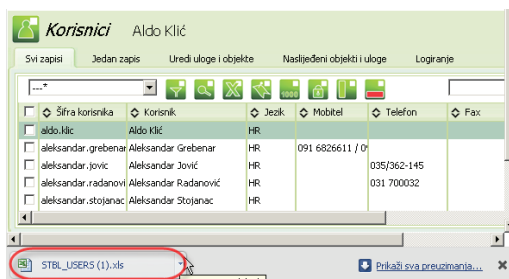 Korisnici Aldo Klić
Svi zapisi Jedan zapis Uredi uloge i objekte Naslijeđeni objekti i uloge Logiranje
---*
1000
Šifra korisnika Korisnik Jezik Mobitel Telefon Fax
aldo.klic Aldo Klić HR
aleksandar.grebenar Aleksandar Grebenar HR 091 6826611 / 0
aleksandar.jovic Aleksandar Jović HR 035/362-145
aleksandar.radanovi Aleksandar Radanović HR 031 700032
aleksandar.stojanac Aleksandar Stojanac HR
STBL_USERS (1).xls Prikaži sva preuzimanja...